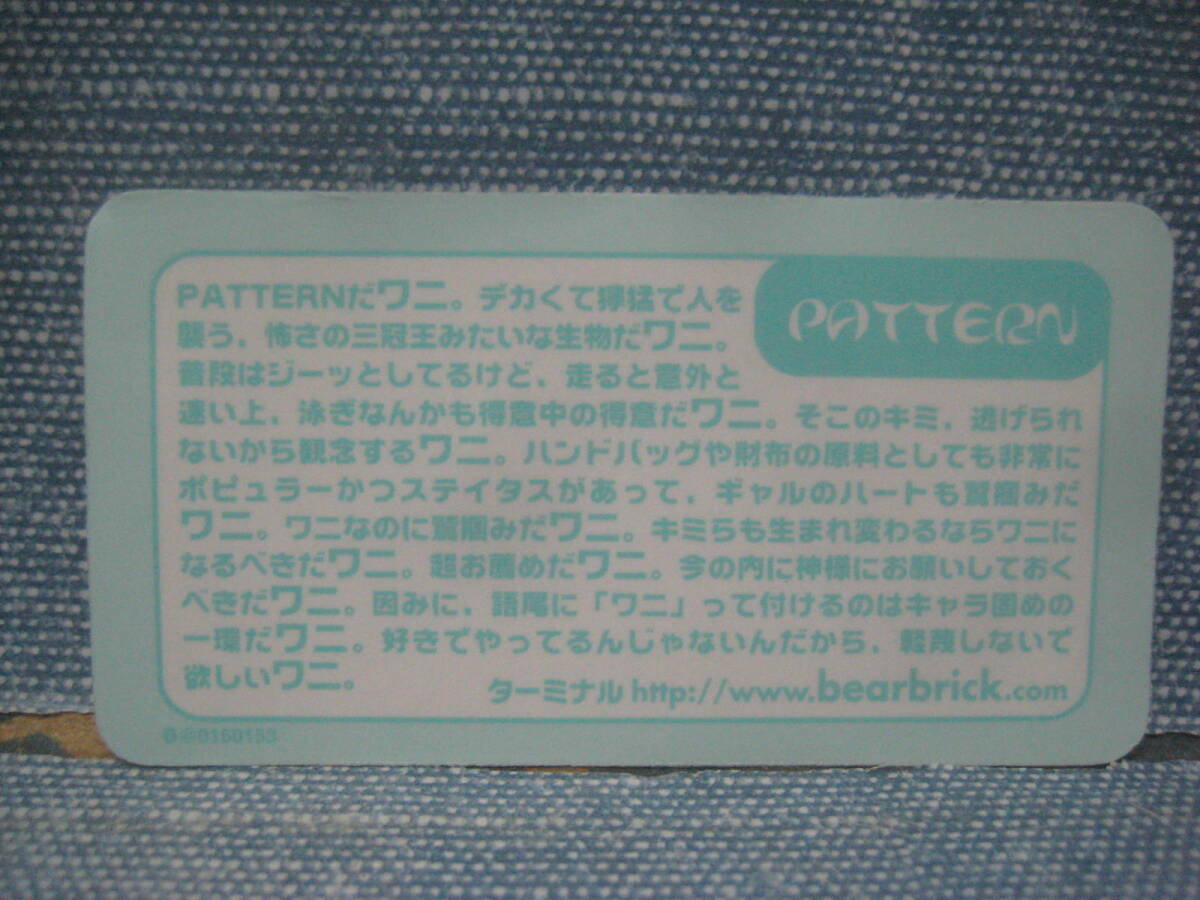 PATTERN
PATTERNだワニ。デカくて獰猛で人を
襲う、怖さの三冠王みたいな生物だワニ。
普段はジーッとしてるけど、走ると意外と
速い上、泳ぎなんかも得意中の得意だワニ。そこのキミ、逃げられ
ないから観念するワニ。ハンドバッグや財布の原料としても非常に
ポピュラーかつステイタスがあって、ギャルのハートも鷲掴みだ
ワニ。ワニなのに鷲掴みだワニ。キミらも生まれ変わるならワニに
なるべきだワニ。超お薦めだワニ。今の内に神様にお願いしておく
べきだワニ。因みに、語尾に「ワニ」って付けるのはキャラ固めの
一環だワニ。好きでやってるんじゃないんだから、軽蔑しないで
欲しいワニ。
ターミナル http://www.bearbrick.com